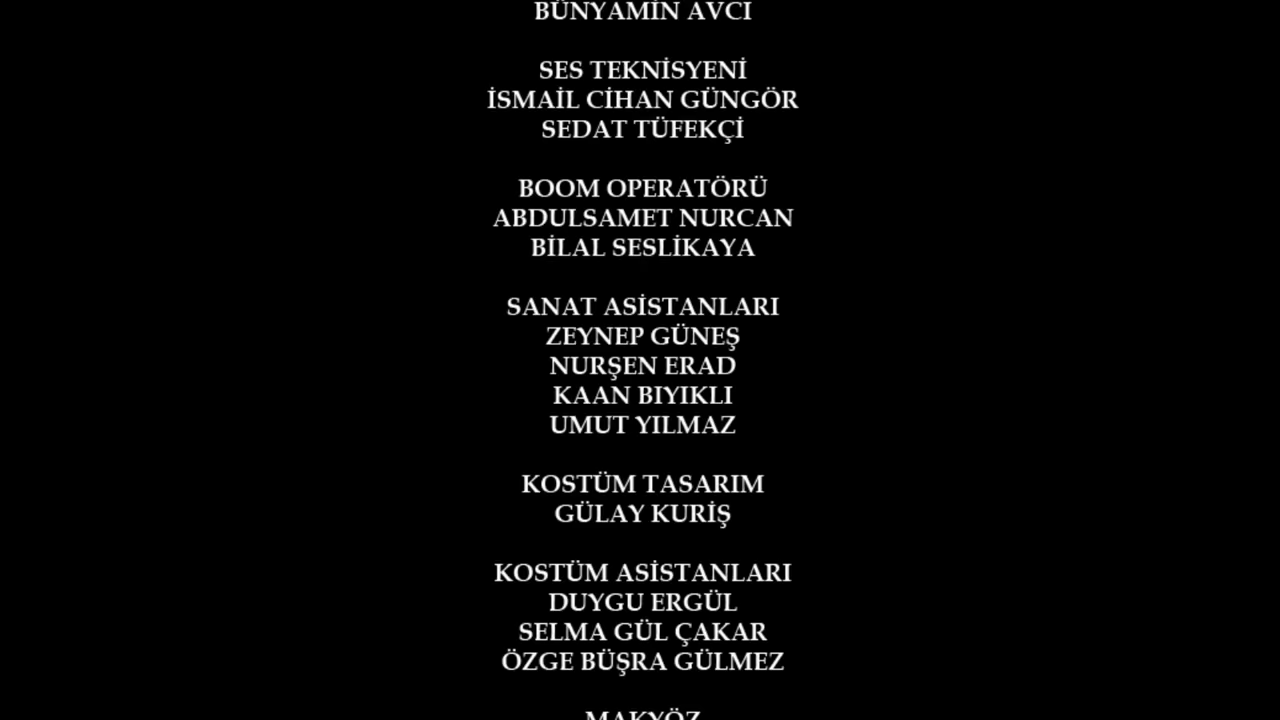 BÜNYAMİN AVCI
SES TEKNİSYENİ
İSMAİL CİHAN GÜNGÖR
SEDAT TÜFEKÇİ
BOOM OPERATÖRÜ
ABDULSAMET NURCAN
BİLAL SESLİKAYA
SANAT ASİSTANLARI
ZEYNEP GÜNEŞ
NURŞEN ERAD
KAAN BIYIKLI
UMUT YILMAZ
KOSTÜM TASARIM
GÜLAY KURİŞ
KOSTÜM ASİSTANLARI
DUYGU ERGÜL
SELMA GÜL ÇAKAR
ÖZGE BÜŞRA GÜLMEZ
MAKYÖZ